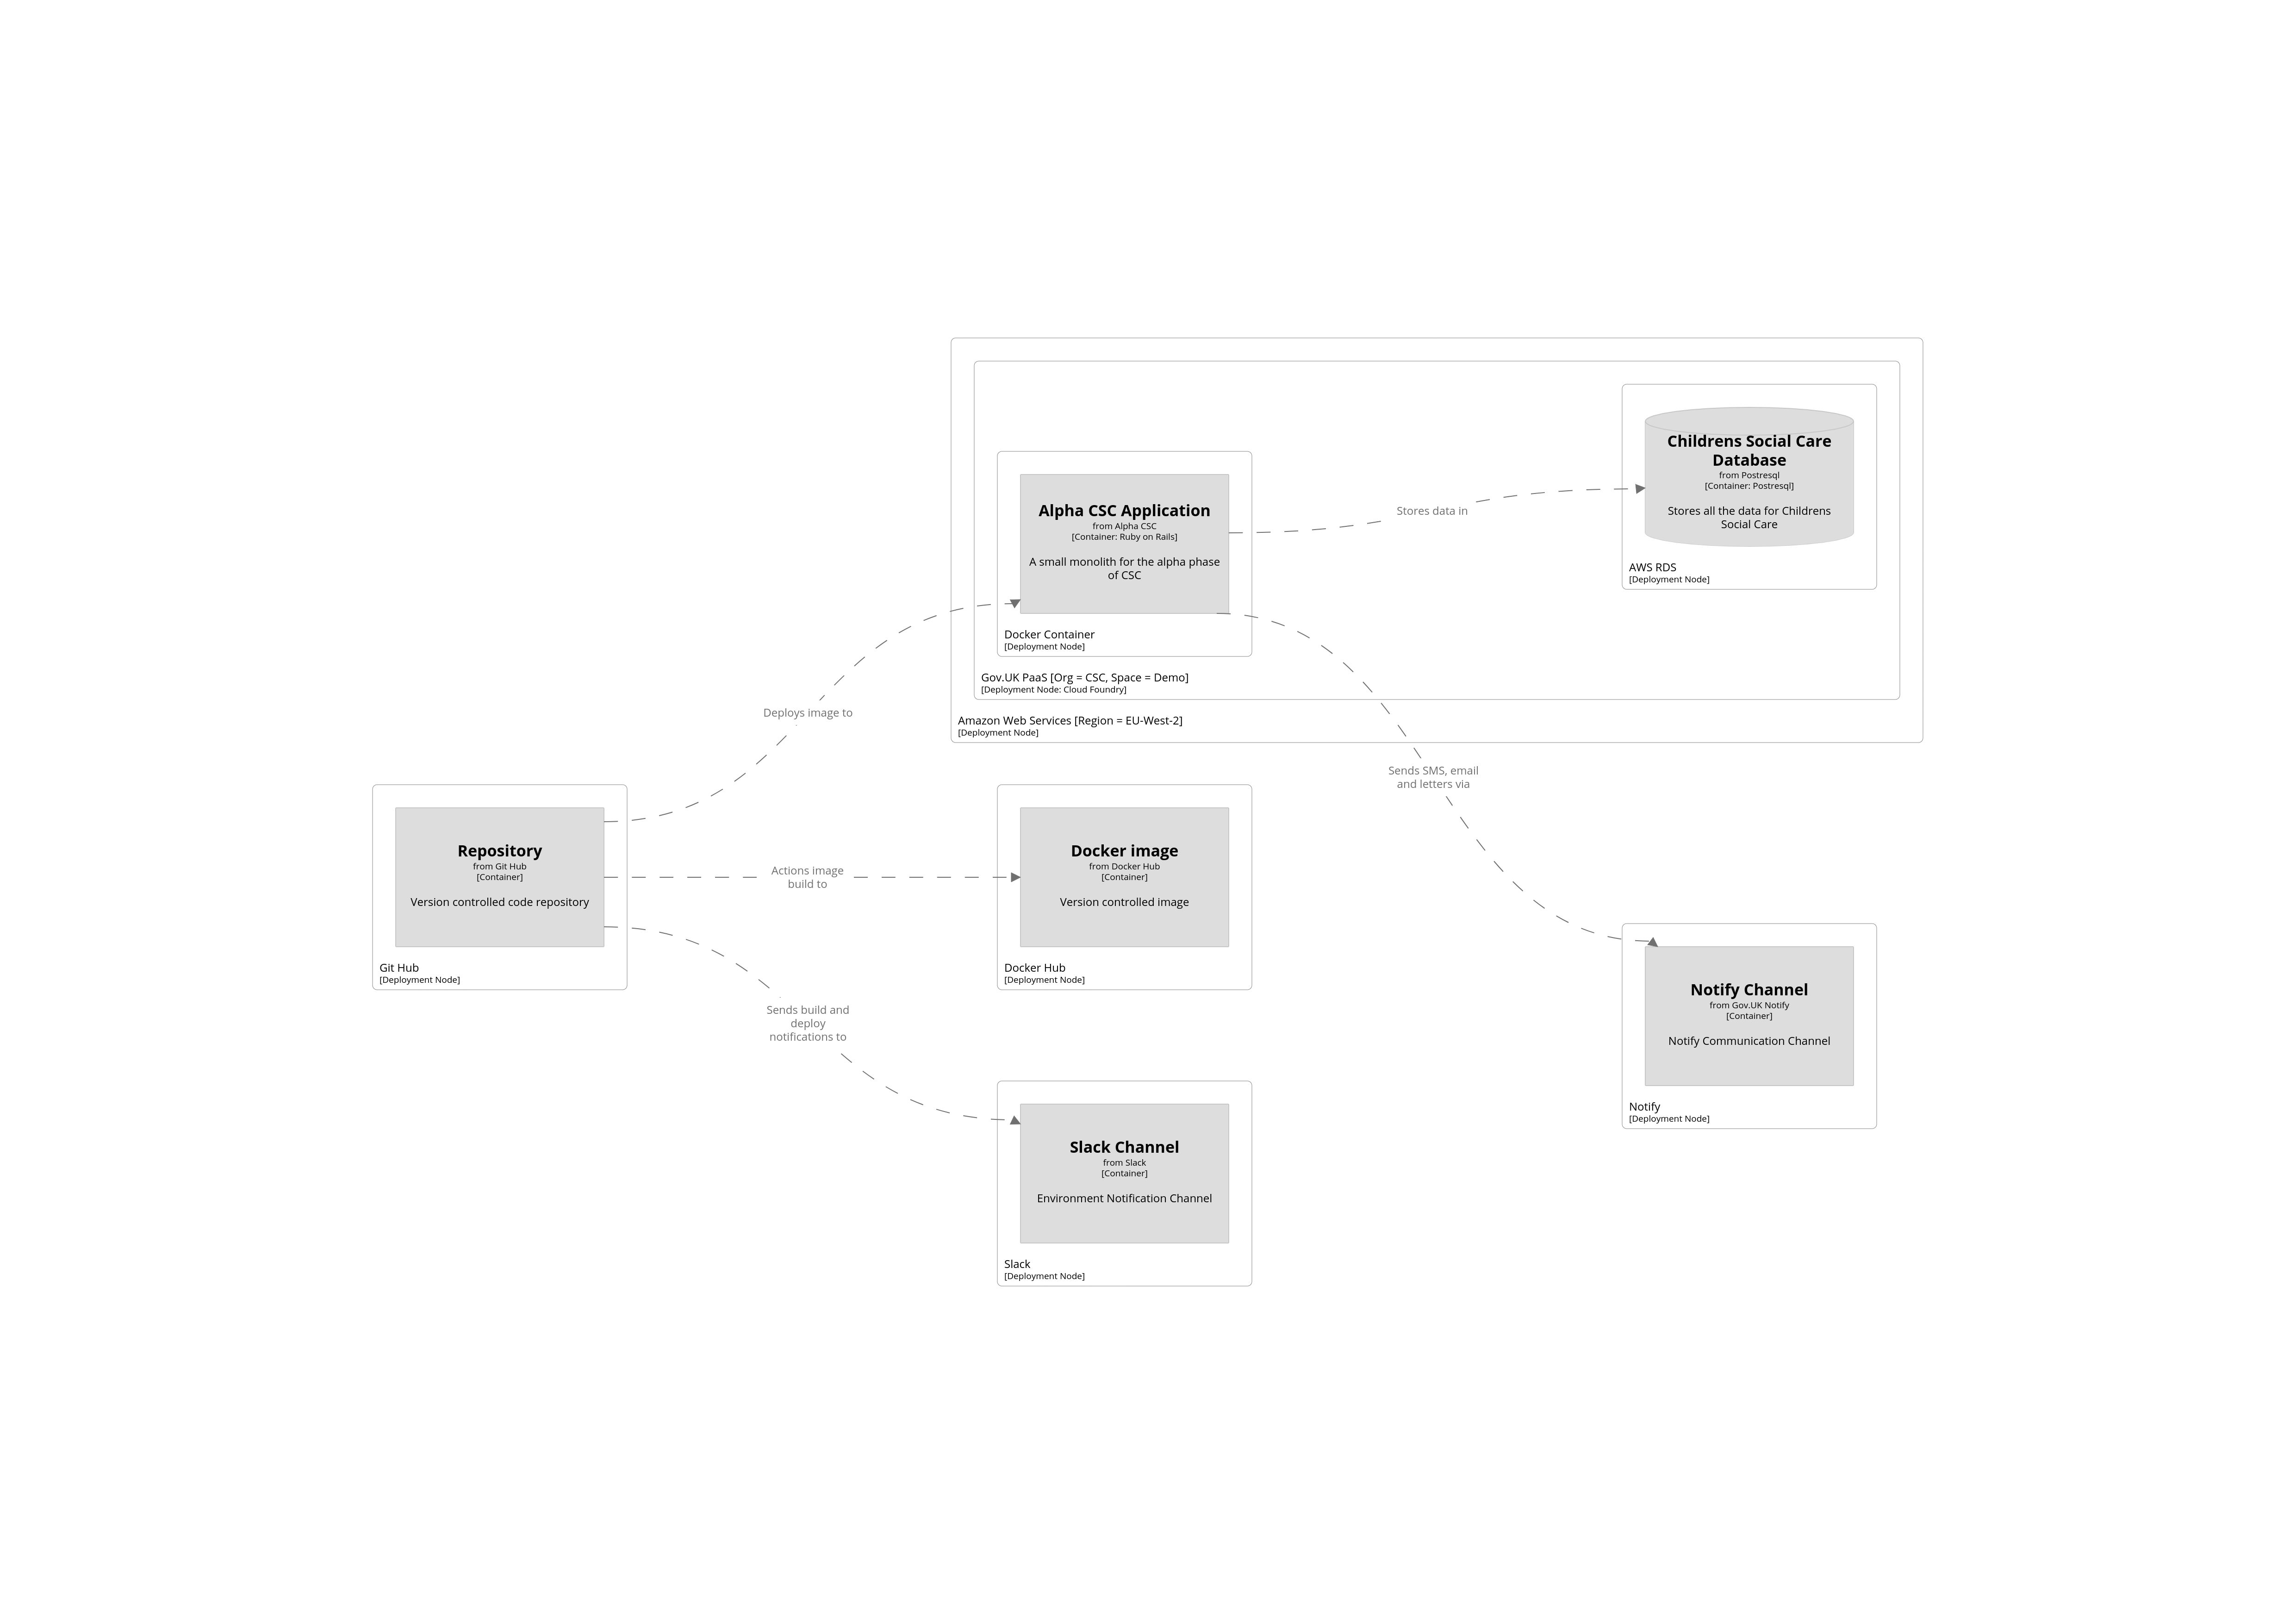 Childrens Social Care
Database
from Postresql
[Container: Postresql]
Stores all the data for Childrens
Social Care
AWS RDS
[Deployment Node]
Alpha CSC Application
from Alpha CSC
[Container: Ruby on Rails]
A small monolith for the alpha phase
of CSC
Docker Container
[Deployment Node]
Stores data in
Gov.UK PaaS [Org = CSC, Space = Demo]
[Deployment Node: Cloud Foundry]
Amazon Web Services [Region = EU-West-2]
[Deployment Node]
Deploys image to
Sends SMS, email
and letters via
Repository
from Git Hub
[Container]
Version controlled code repository
Git Hub
[Deployment Node]
Actions image
build to
Docker image
from Docker Hub
[Container]
Version controlled image
Docker Hub
[Deployment Node]
Sends build and
deploy
notifications to
Notify Channel
from Gov.UK Notify
[Container]
Notify Communication Channel
Notify
[Deployment Node]
Slack Channel
from Slack
[Container]
Environment Notification Channel
Slack
[Deployment Node]